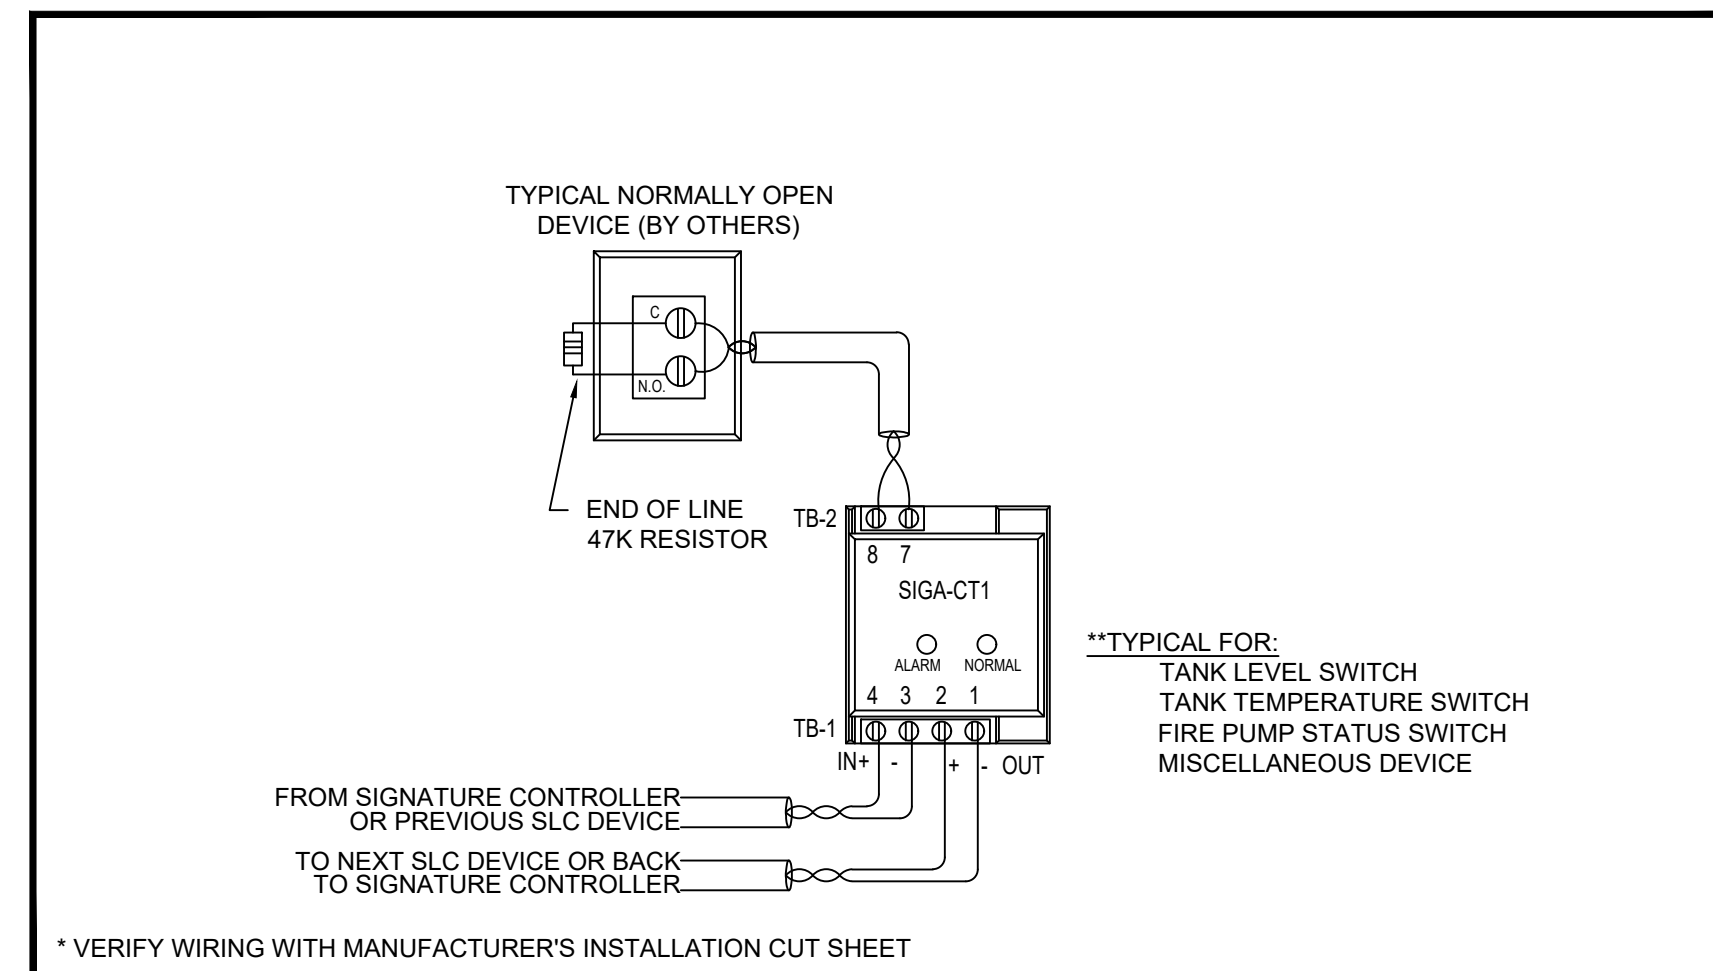 TYPICAL NORMALLY OPEN
DEVICE (BY OTHERS)
C
N.O.
END OF LINE
47K RESISTOR
TB-2
8 7
SIGA-CT1
ALARM NORMAL
4 3 2 1
TB-1
IN+ - + - OUT
**TYPICAL FOR:
TANK LEVEL SWITCH
TANK TEMPERATURE SWITCH
FIRE PUMP STATUS SWITCH
MISCELLANEOUS DEVICE
FROM SIGNATURE CONTROLLER
OR PREVIOUS SLC DEVICE
TO NEXT SLC DEVICE OR BACK
TO SIGNATURE CONTROLLER
* VERIFY WIRING WITH MANUFACTURER'S INSTALLATION CUT SHEET